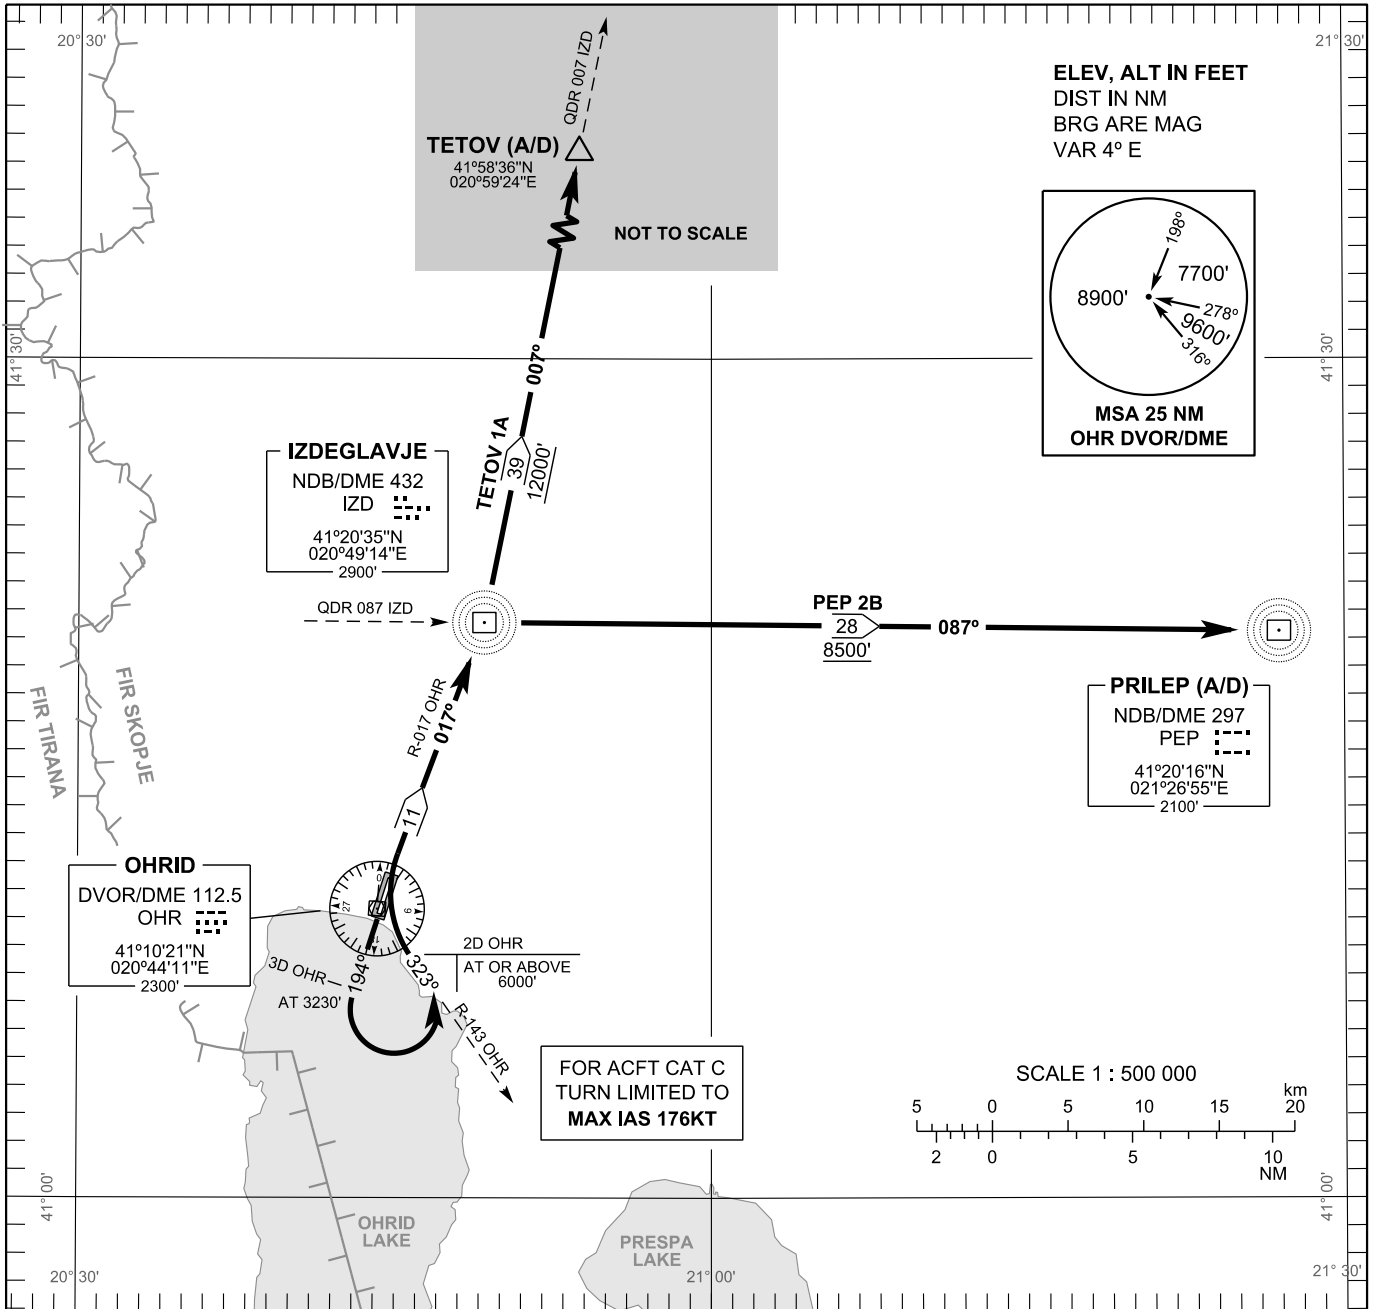 20° 30'
21° 30'
QDR 007 IZD
TETOV (A/D)
41°58'36"N
020°59'24"E
NOT TO SCALE
ELEV, ALT IN FEET
DIST IN NM
BRG ARE MAG
VAR 4° E
198°
7700'
8900'
278°
9600'
316°
MSA 25 NM
OHR DVOR/DME
41° 30'
41° 30'
007°
TETOV 1A
39
12000'
IZDEGLAVJE
NDB/DME 432
IZD
41°20'35"N
020°49'14"E
2900'
QDR 087 IZD
PEP 2B
28
8500'
087°
PRILEP (A/D)
NDB/DME 297
PEP
41°20'16"N
021°26'55"E
2100'
FIR TIRANA
FIR SKOPJE
R-017 OHR
017°
11
OHRID
DVOR/DME 112.5
OHR
41°10'21"N
020°44'11"E
2300'
0
27
9
3D OHR
194°
AT 3230'
323°
2D OHR
AT OR ABOVE
6000'
R-143 OHR
FOR ACFT CAT C
TURN LIMITED TO
MAX IAS 176KT
SCALE 1 : 500 000
km
5 0 5 10 15 20
2 0 5 10
NM
41° 00'
41° 00'
OHRID
LAKE
PRESPA
LAKE
20° 30'
21° 00'
21° 30'